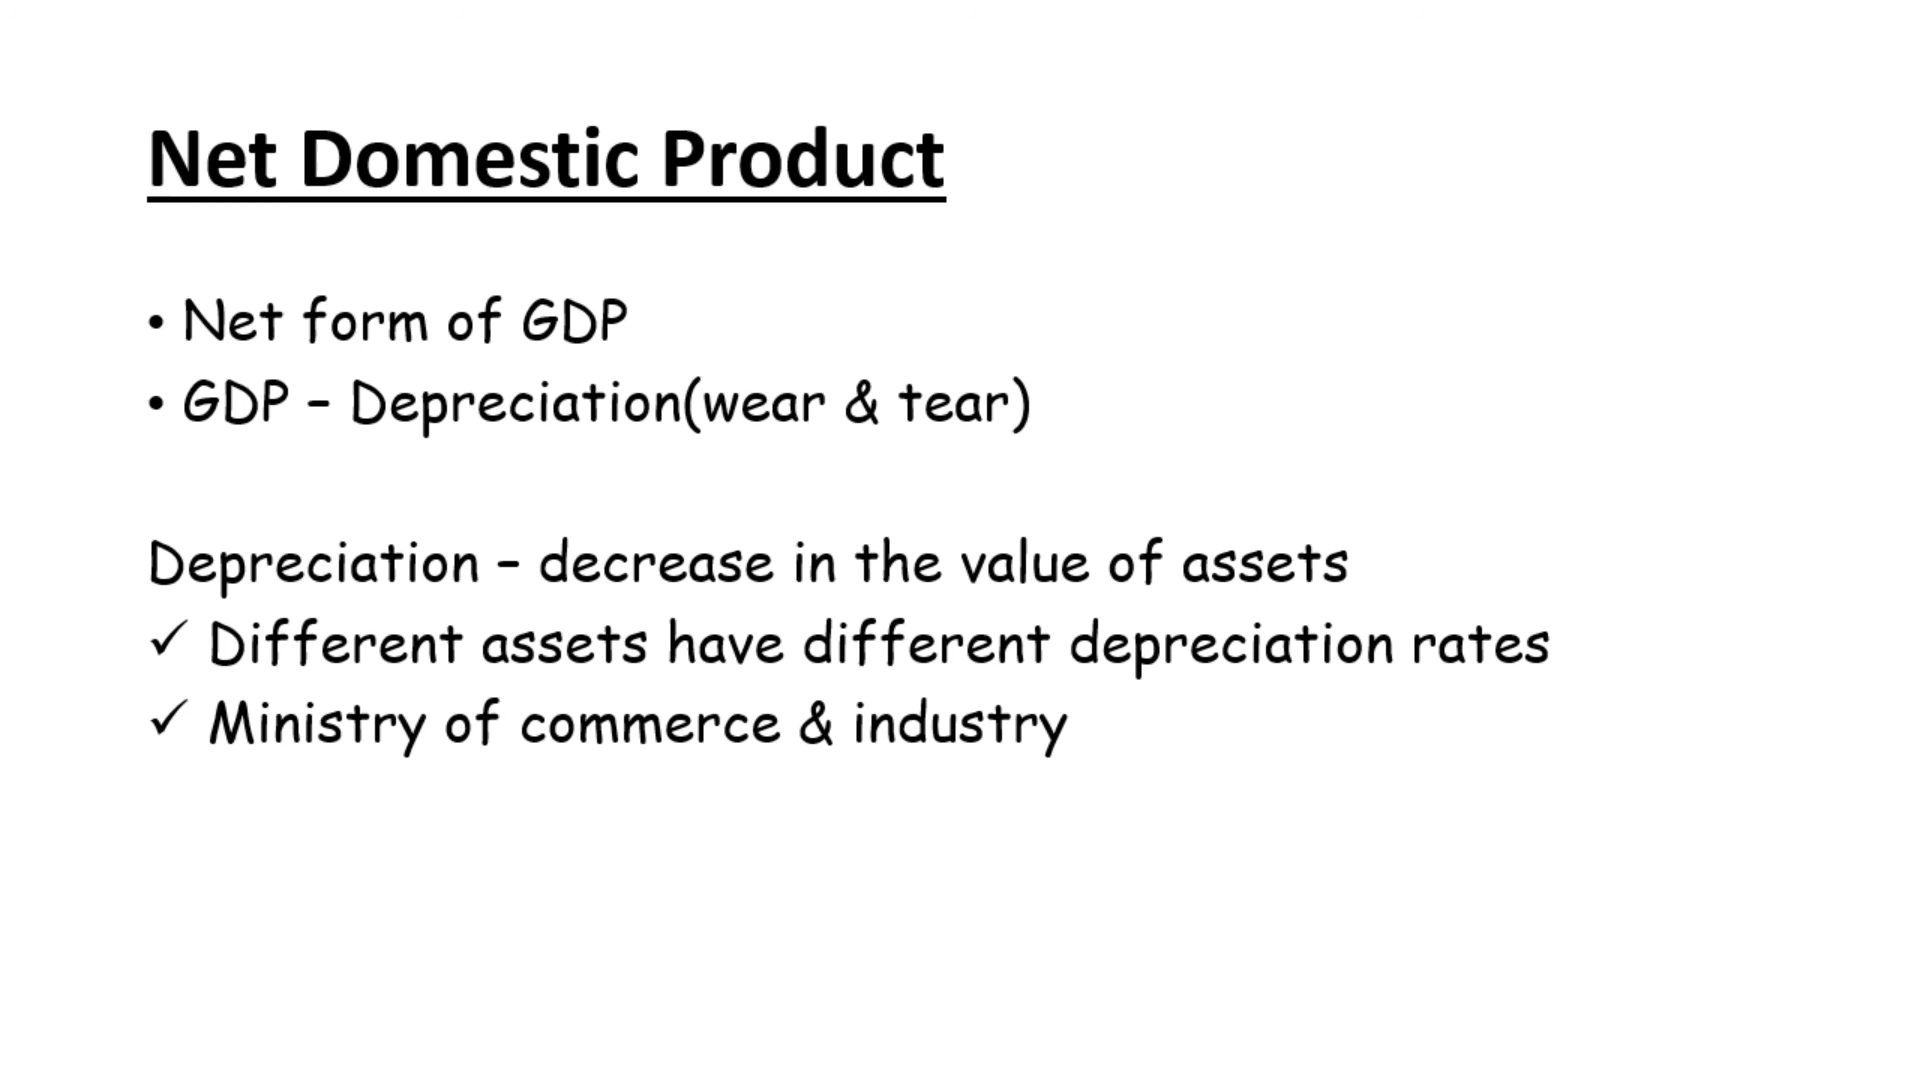 Net Domestic Product
• Net form of GDP
• GDP – Depreciation(wear & tear)
Depreciation – decrease in the value of assets
✓ Different assets have different depreciation rates
✓ Ministry of commerce & industry